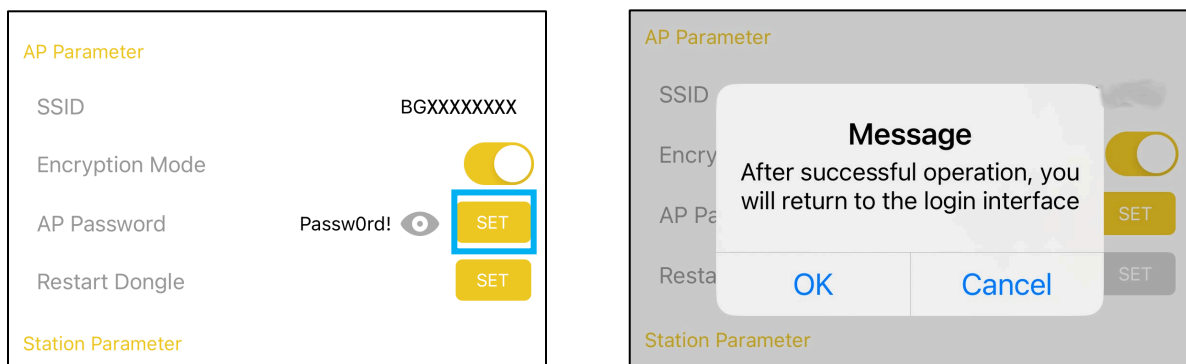 AP Parameter
SSID BGXXXXXXXX
Encryption Mode
AP Password Passw0rd! SET
Restart Dongle SET
Station Parameter
AP Parameter
SSID
Encry
Message
After successful operation, you
will return to the login interface
AP Pa SET
Resta SET
OK Cancel
Station Parameter